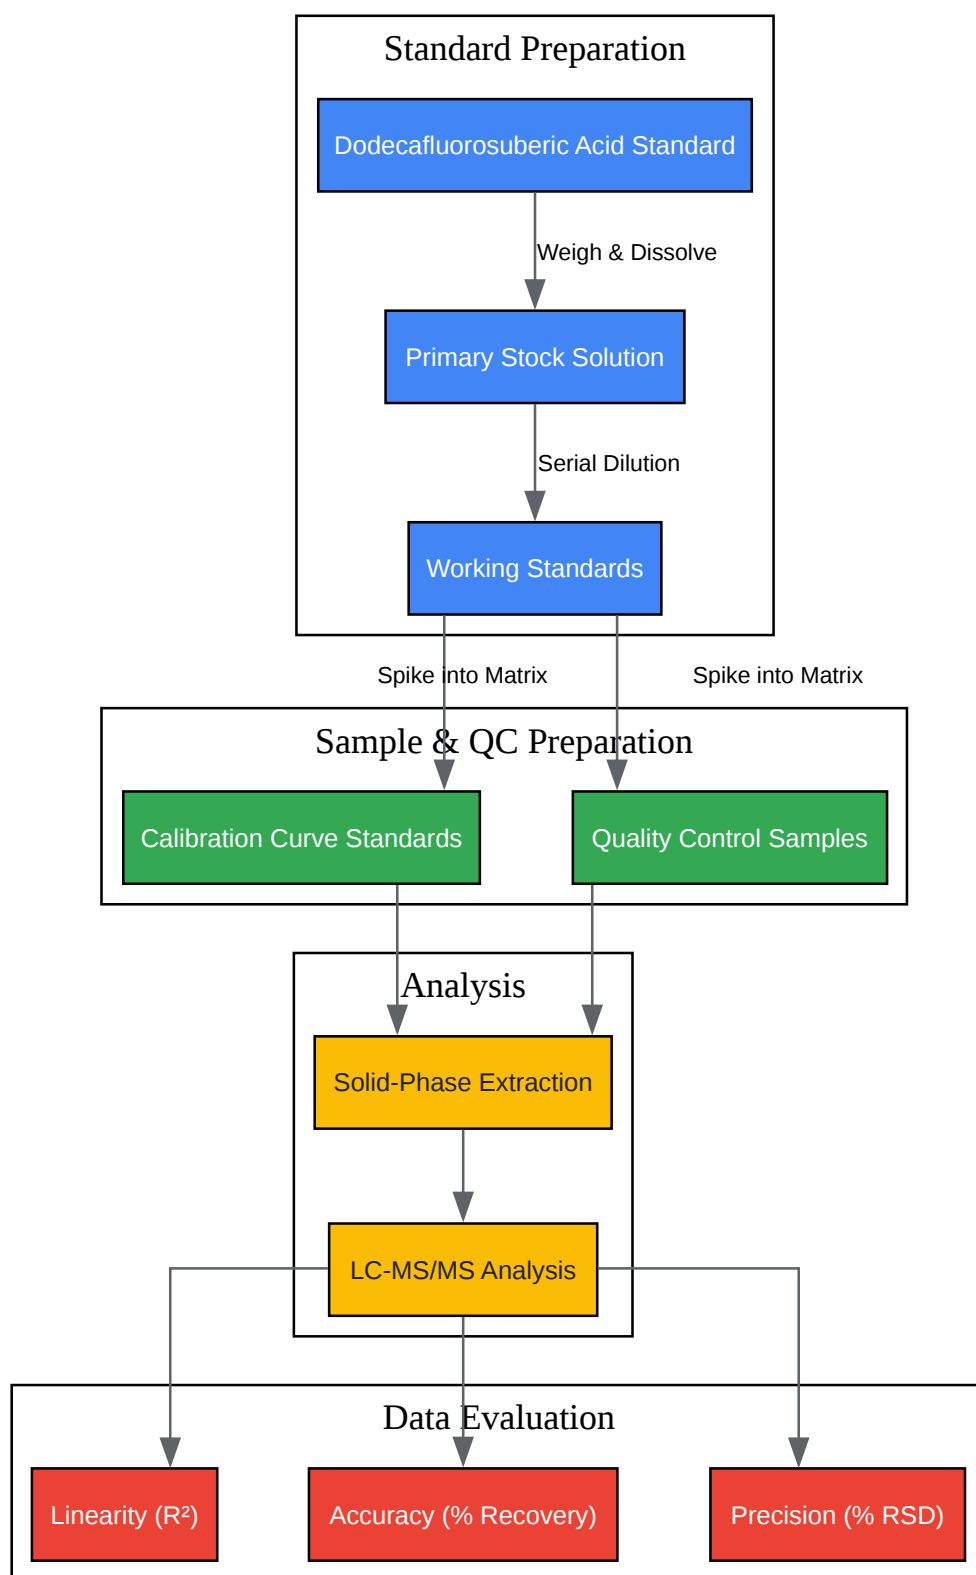 Standard Preparation
Dodecafluorosuberic Acid Standard
Weigh & Dissolve
Primary Stock Solution
Serial Dilution
Working Standards
Spike into Matrix
Spike into Matrix
Sample & QC Preparation
Calibration Curve Standards
Quality Control Samples
Analysis
Solid-Phase Extraction
LC-MS/MS Analysis
Data Evaluation
Linearity (R²)
Accuracy (% Recovery)
Precision (% RSD)